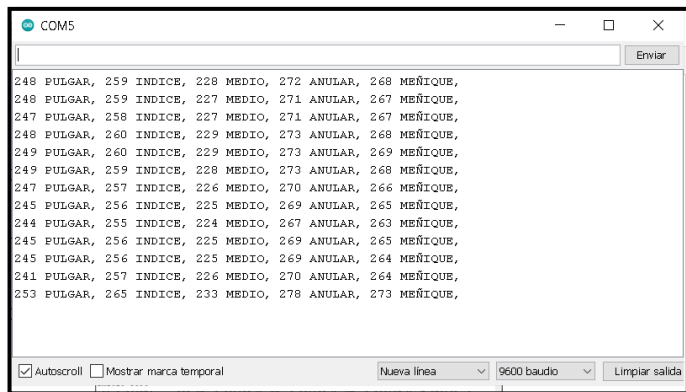 COM5
Enviar
248 PULGAR, 259 INDICE, 228 MEDIO, 272 ANULAR, 268 MEÑIQUE,
248 PULGAR, 259 INDICE, 227 MEDIO, 271 ANULAR, 267 MEÑIQUE,
247 PULGAR, 258 INDICE, 227 MEDIO, 271 ANULAR, 267 MEÑIQUE,
248 PULGAR, 260 INDICE, 229 MEDIO, 273 ANULAR, 268 MEÑIQUE,
249 PULGAR, 260 INDICE, 229 MEDIO, 273 ANULAR, 269 MEÑIQUE,
249 PULGAR, 259 INDICE, 228 MEDIO, 273 ANULAR, 268 MEÑIQUE,
247 PULGAR, 257 INDICE, 226 MEDIO, 270 ANULAR, 266 MEÑIQUE,
245 PULGAR, 256 INDICE, 225 MEDIO, 269 ANULAR, 265 MEÑIQUE,
244 PULGAR, 255 INDICE, 224 MEDIO, 267 ANULAR, 263 MEÑIQUE,
245 PULGAR, 256 INDICE, 225 MEDIO, 269 ANULAR, 265 MEÑIQUE,
245 PULGAR, 256 INDICE, 225 MEDIO, 269 ANULAR, 264 MEÑIQUE,
241 PULGAR, 257 INDICE, 226 MEDIO, 270 ANULAR, 264 MEÑIQUE,
253 PULGAR, 265 INDICE, 233 MEDIO, 278 ANULAR, 273 MEÑIQUE,
Autoscroll Mostrar marca temporal Nueva línea 9600 baudio Limpiar salida